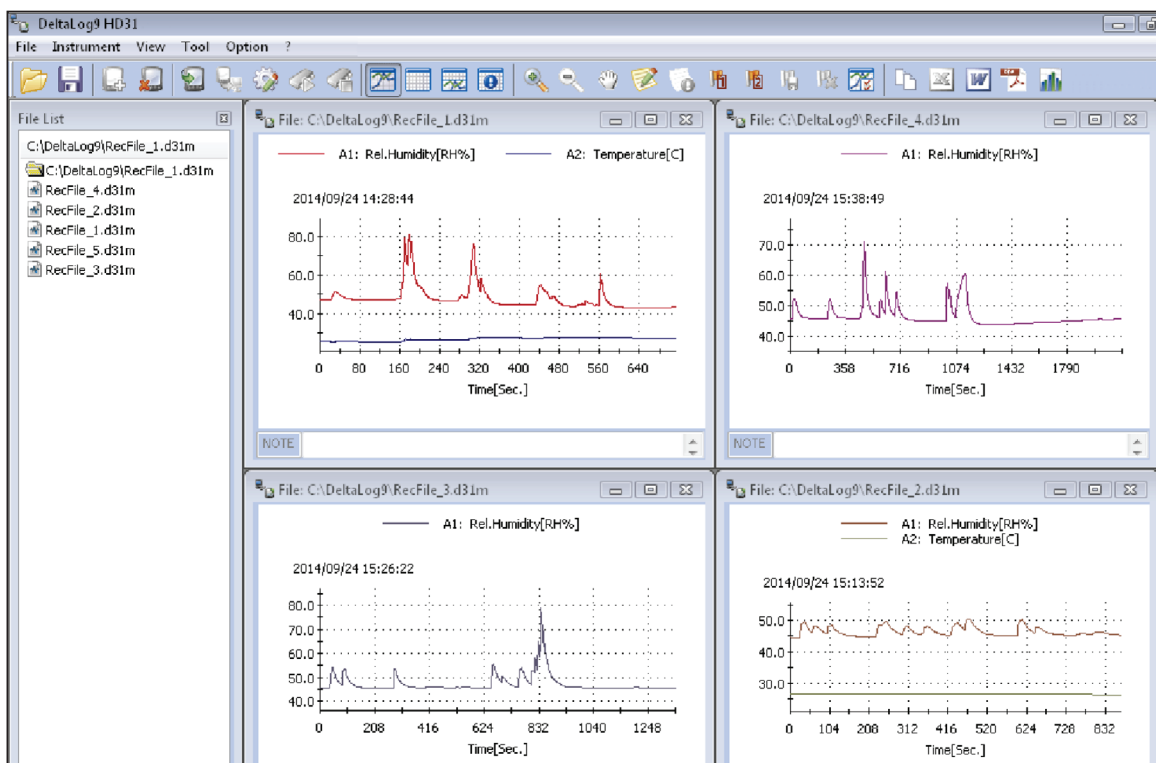 DeltaLog9 HD31
File Instrument View Tool Option ?
File List
C:\DeltaLog9\RecFile_1.d31m
C:\DeltaLog9\RecFile_1.d31m
RecFile_4.d31m
RecFile_2.d31m
RecFile_1.d31m
RecFile_5.d31m
RecFile_3.d31m
File: C:\DeltaLog9\RecFile_1.d31m
A1: Rel.Humidity[RH%] A2: Temperature[C]
2014/09/24 14:28:44
80.0
60.0
40.0
0 80 160 240 320 400 480 560 640
Time[Sec.]
NOTE
File: C:\DeltaLog9\RecFile_4.d31m
A1: Rel.Humidity[RH%]
2014/09/24 15:38:49
70.0
60.0
50.0
40.0
0 358 716 1074 1432 1790
Time[Sec.]
NOTE
File: C:\DeltaLog9\RecFile_3.d31m
A1: Rel.Humidity[RH%]
2014/09/24 15:26:22
80.0
70.0
60.0
50.0
40.0
0 208 416 624 832 1040 1248
Time[Sec.]
File: C:\DeltaLog9\RecFile_2.d31m
A1: Rel.Humidity[RH%]
A2: Temperature[C]
2014/09/24 15:13:52
50.0
40.0
30.0
0 104 208 312 416 520 624 728 832
Time[Sec.]